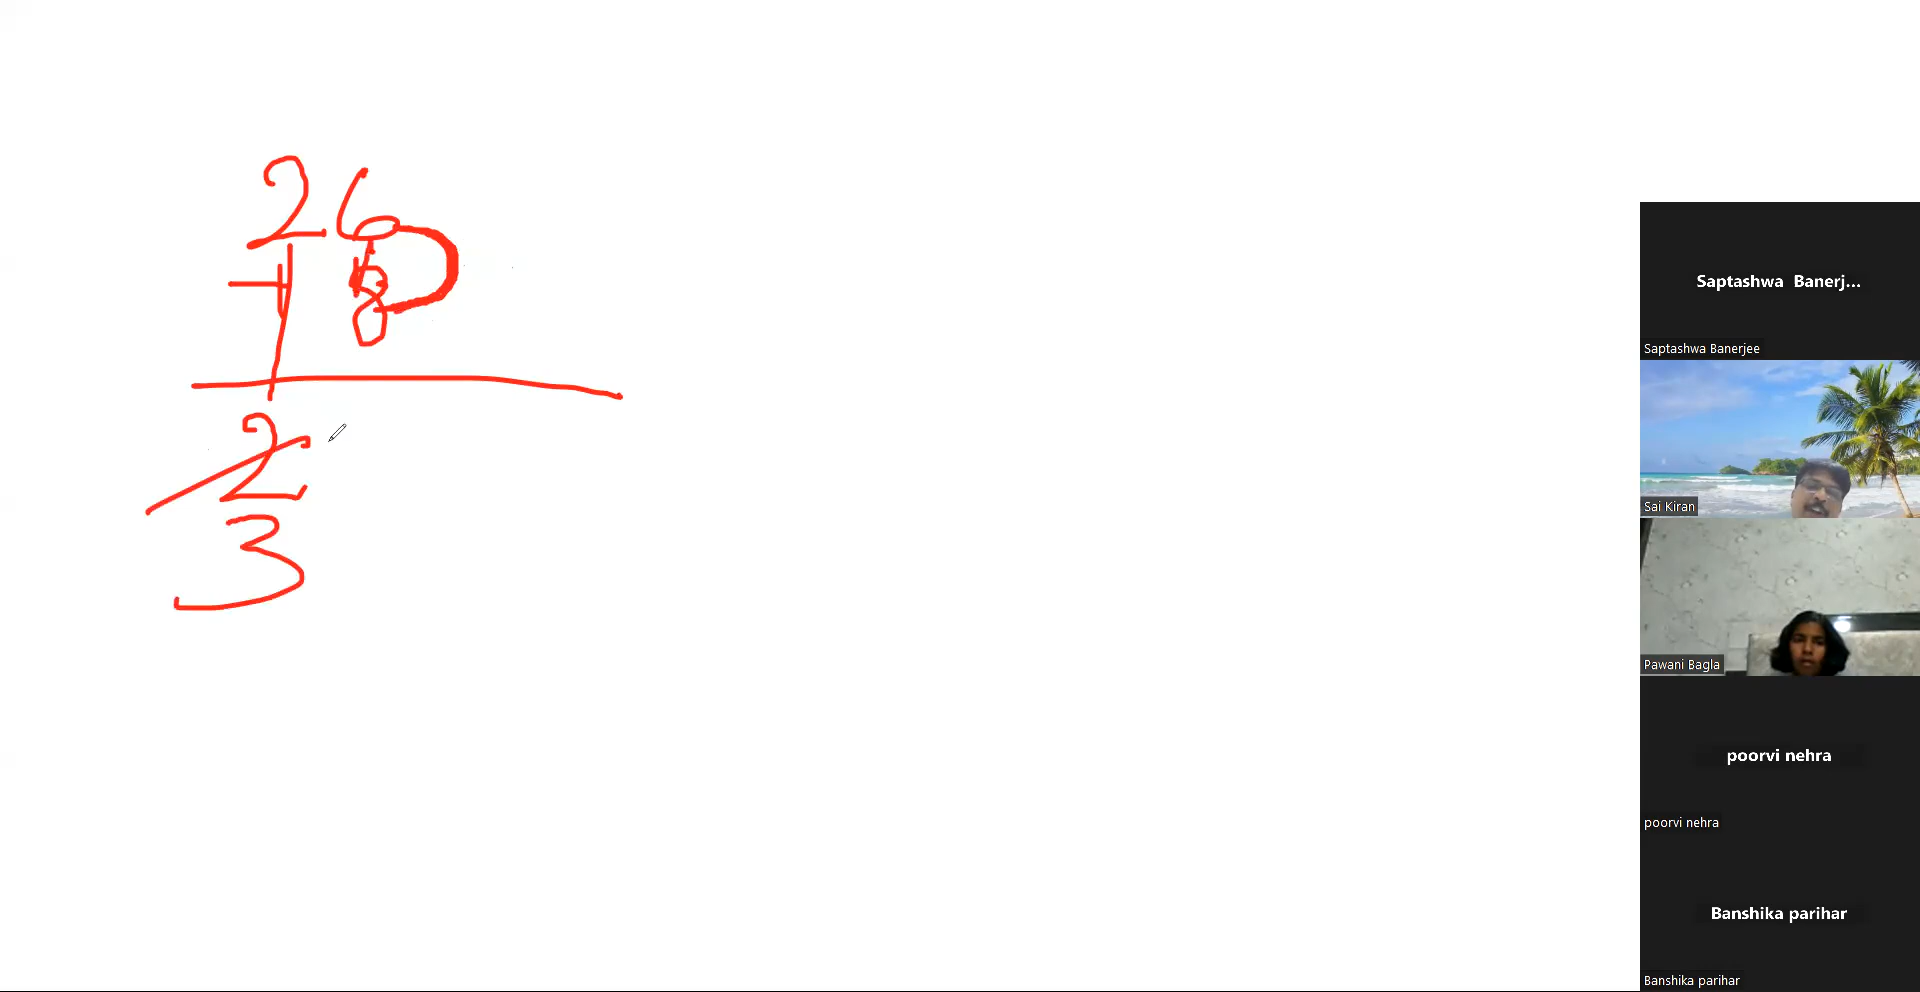 26
+ 8
2
3
Saptashwa Banerj...
Saptashwa Banerjee
Sai Kiran
Pawani Bagla
poorvi nehra
poorvi nehra
Banshika parihar
Banshika parihar